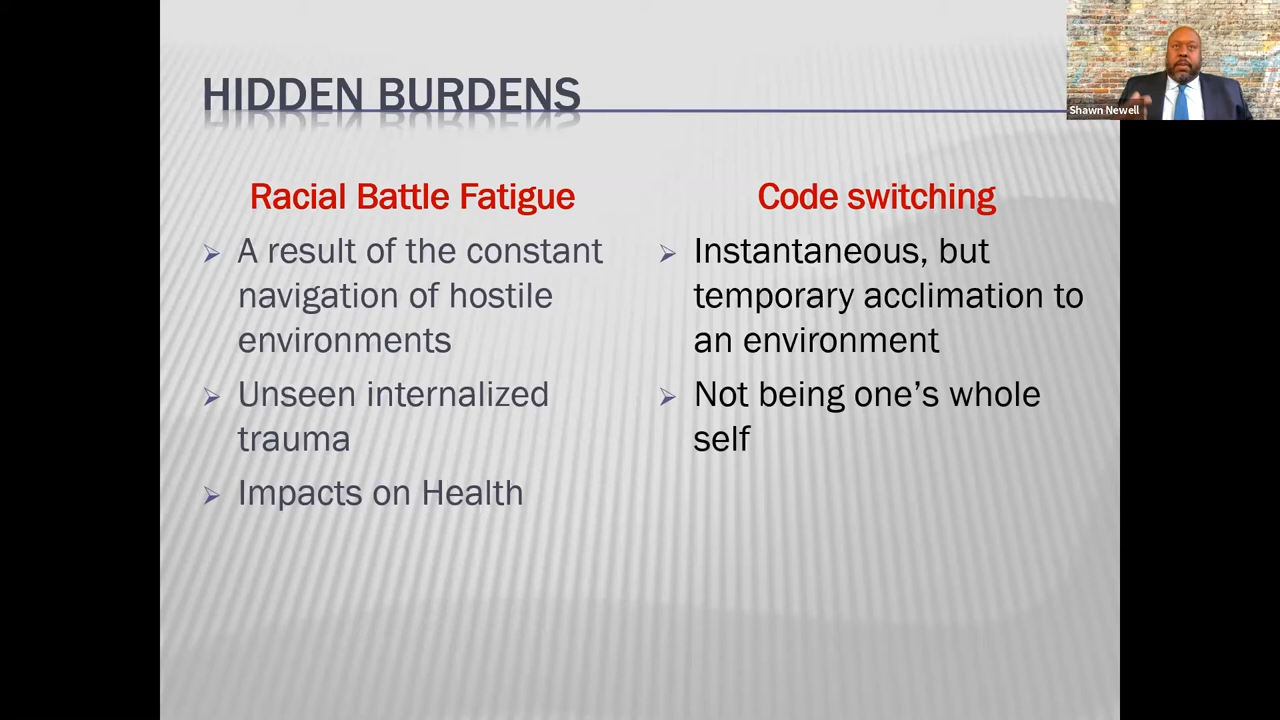 HIDDEN BURDENS
Shawn Newell
Racial Battle Fatigue
A result of the constant
navigation of hostile
environments
Unseen internalized
trauma
Impacts on Health
Code switching
Instantaneous, but
temporary acclimation to
an environment
Not being one’s whole
self